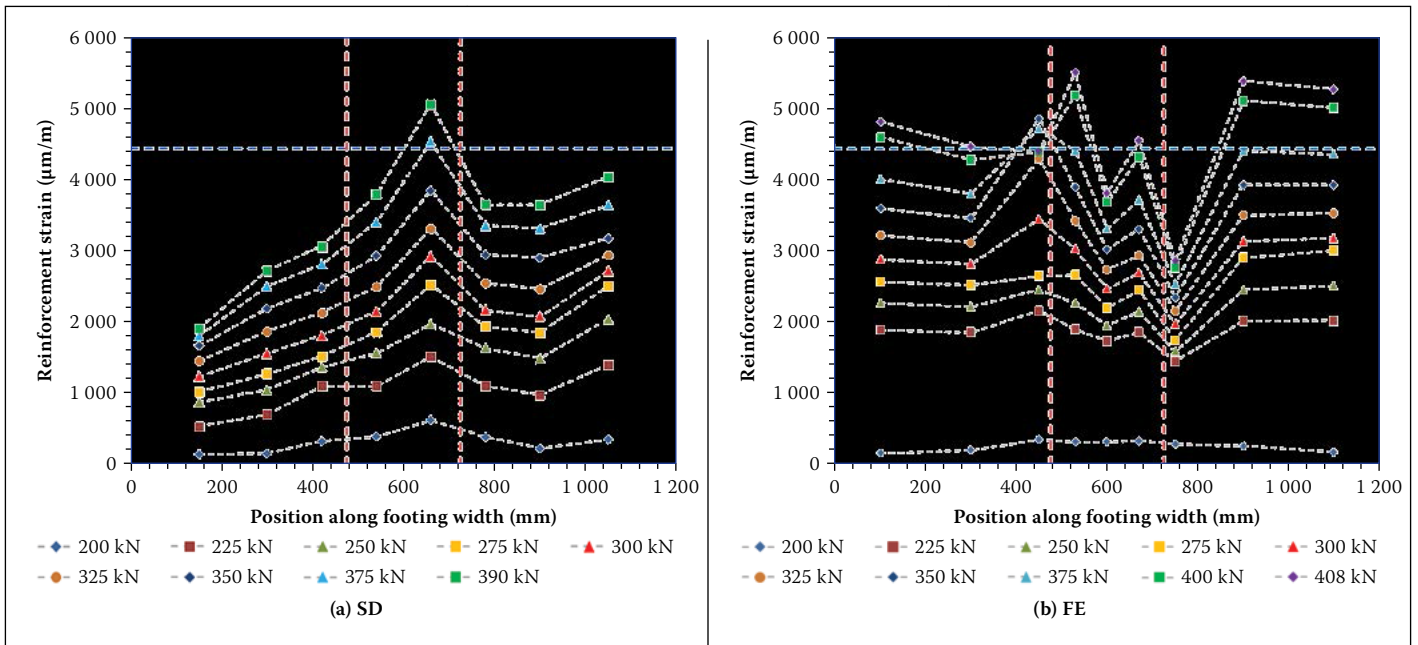 6 000
5 000
4 000
3 000
2 000
1 000
0
Reinforcement strain (μm/m)
0 200 400 600 800 1 000 1 200
Position along footing width (mm)
200 kN 225 kN 250 kN 275 kN 300 kN
325 kN 350 kN 375 kN 390 kN
(a) SD
6 000
5 000
4 000
3 000
2 000
1 000
0
Reinforcement strain (μm/m)
0 200 400 600 800 1 000 1 200
Position along footing width (mm)
200 kN 225 kN 250 kN 275 kN 300 kN
325 kN 350 kN 375 kN 400 kN 408 kN
(b) FE